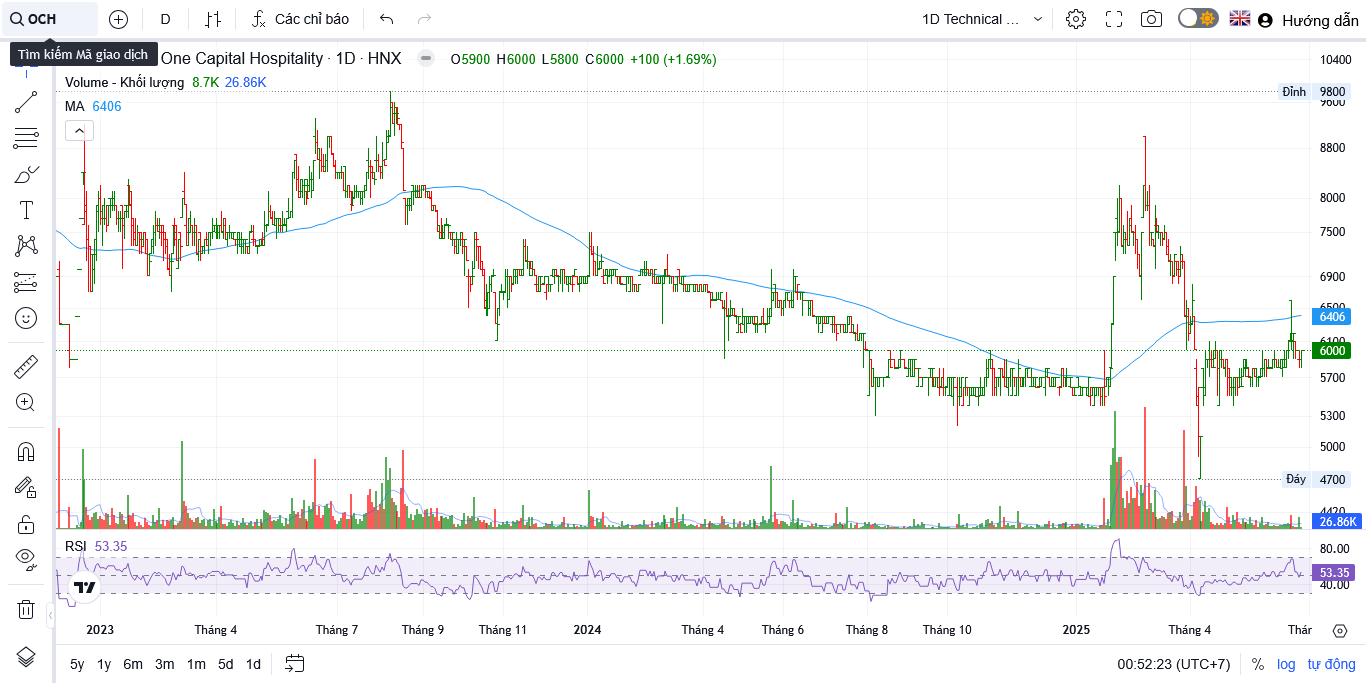 OCH
D
Các chỉ báo
1D Technical ...
Hướng dẫn
Tìm kiếm Mã giao dịch
One Capital Hospitality · 1D · HNX
O5900 H6000 L5800 C6000 +100 (+1.69%)
Volume - Khối lượng 8.7K 26.86K
MA 6406
10400
Đỉnh 9800
9600
8800
8000
7500
6900
6500
6406
6100
6000
5700
5300
5000
Đáy 4700
4420
26.86K
RSI 53.35
80.00
53.35
40.00
2023 Tháng 4 Tháng 7 Tháng 9 Tháng 11 2024 Tháng 4 Tháng 6 Tháng 8 Tháng 10 2025 Tháng 4 Thár
5y 1y 6m 3m 1m 5d 1d
00:52:23 (UTC+7) % log tự động